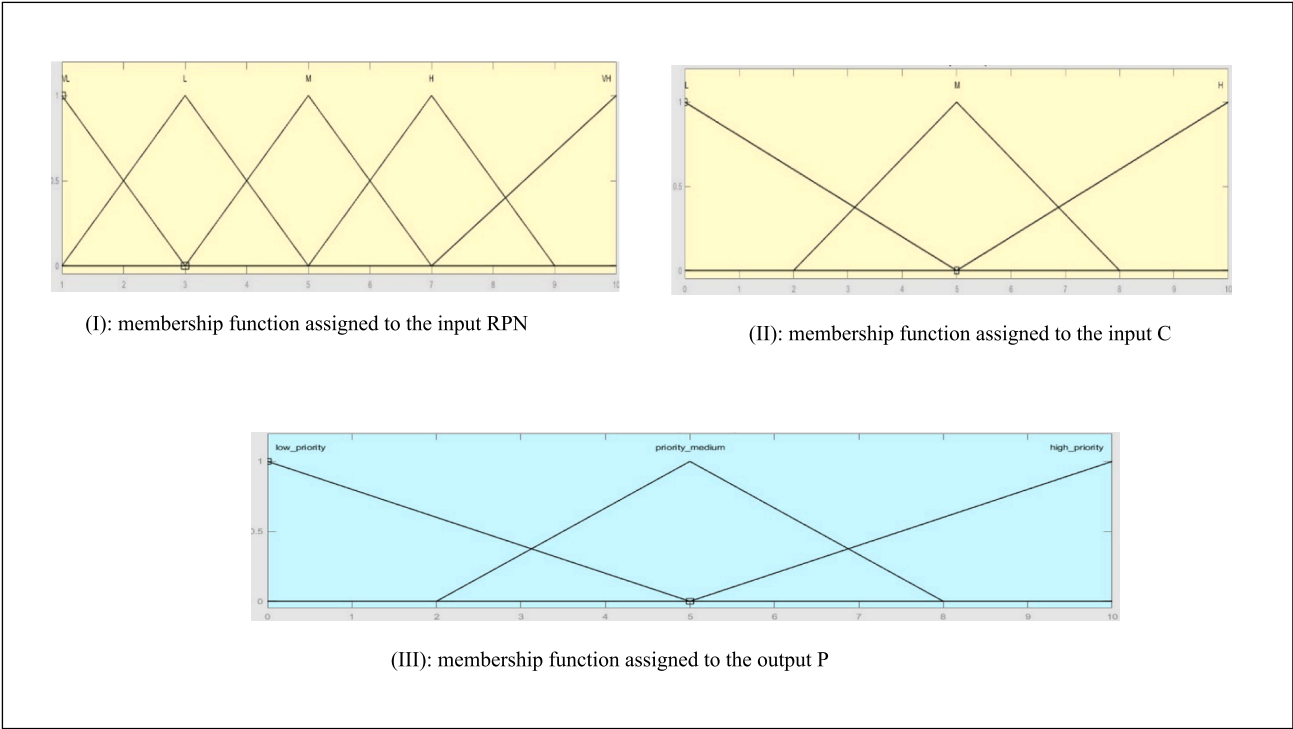 VL L M H VH
1
0.5
0
1 2 3 4 5 6 7 8 9 10
(I): membership function assigned to the input RPN
L M H
1
0.5
0
0 1 2 3 4 5 6 7 8 9 10
(II): membership function assigned to the input C
low_priority priority_medium high_priority
1
0.5
0
0 1 2 3 4 5 6 7 8 9 10
(III): membership function assigned to the output P